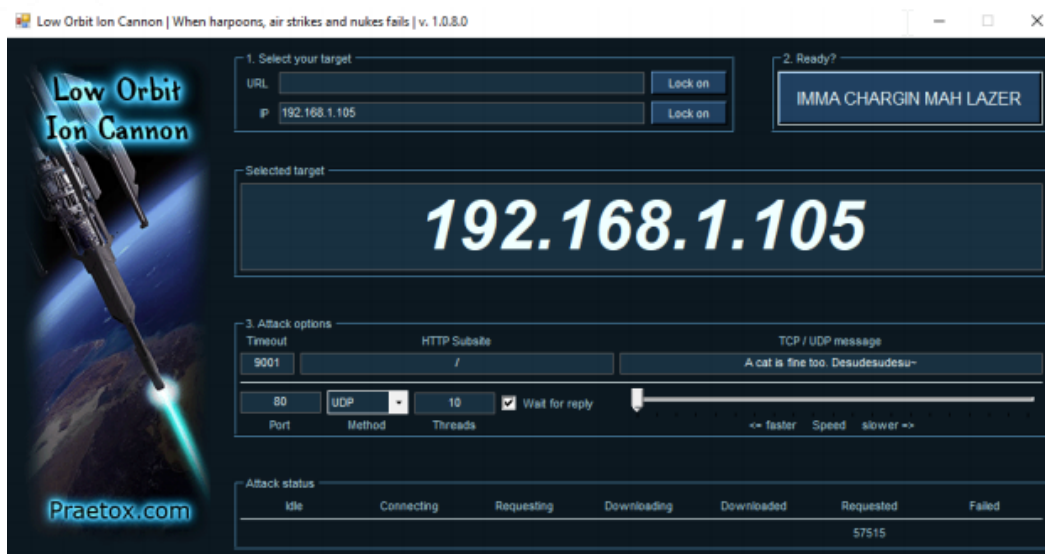 Low Orbit Ion Cannon | When harpoons, air strikes and nukes fails | v. 1.0.8.0
Low Orbit
Ion Cannon
Praetox.com
1. Select your target
URL Lock on
IP 192.168.1.105 Lock on
2. Ready?
IMMA CHARGIN MAH LAZER
Selected target
192.168.1.105
3. Attack options
Timeout HTTP Subsite TCP / UDP message
9001 / A cat is fine too. Desudesudesu~
80 UDP 10 Wait for reply
Port Method Threads <= faster Speed slower =>
Attack status
Idle Connecting Requesting Downloading Downloaded Requested Failed
57515